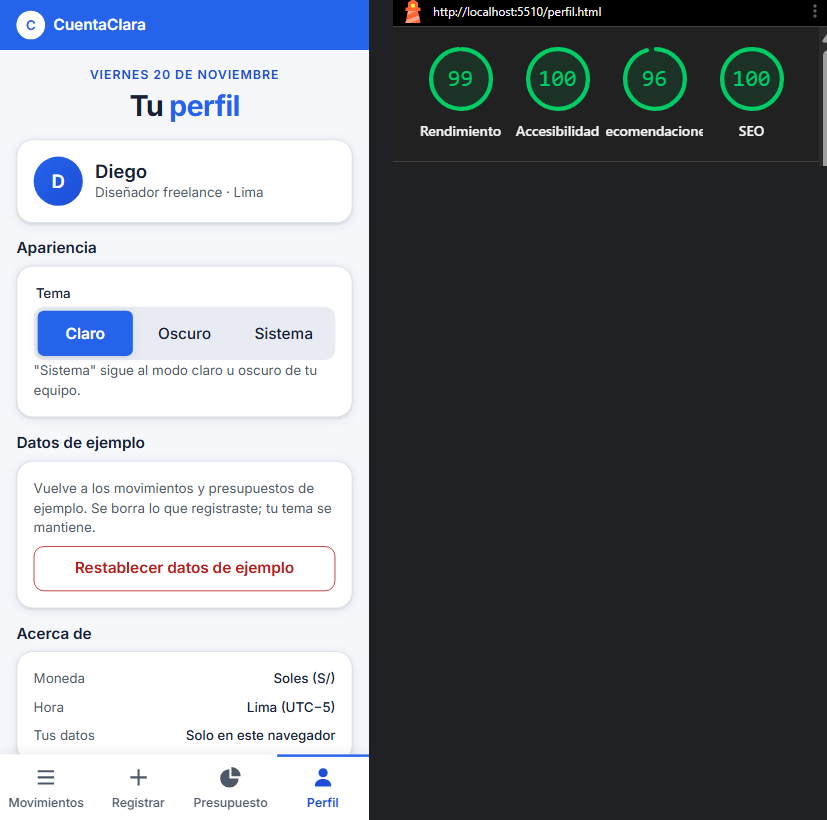 C CuentaClara
VIERNES 20 DE NOVIEMBRE
Tu perfil
D
Diego
Diseñador freelance · Lima
Apariencia
Tema
Claro Oscuro Sistema
"Sistema" sigue al modo claro u oscuro de tu
equipo.
Datos de ejemplo
Vuelve a los movimientos y presupuestos de
ejemplo. Se borra lo que registraste; tu tema se
mantiene.
Restablecer datos de ejemplo
Acerca de
Moneda Soles (S/)
Hora Lima (UTC−5)
Tus datos Solo en este navegador
Movimientos Registrar Presupuesto Perfil
http://localhost:5510/perfil.html
99 100 96 100
Rendimiento Accesibilidad ecomendacione SEO